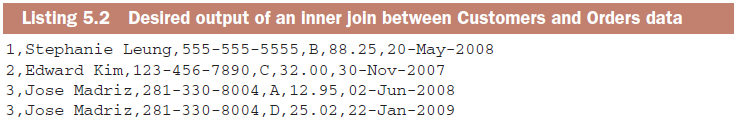 Listing 5.2 Desired output of an inner join between Customers and Orders data
1,Stephanie Leung,555-555-5555,B,88.25,20-May-2008
2,Edward Kim,123-456-7890,C,32.00,30-Nov-2007
3,Jose Madriz,281-330-8004,A,12.95,02-Jun-2008
3,Jose Madriz,281-330-8004,D,25.02,22-Jan-2009